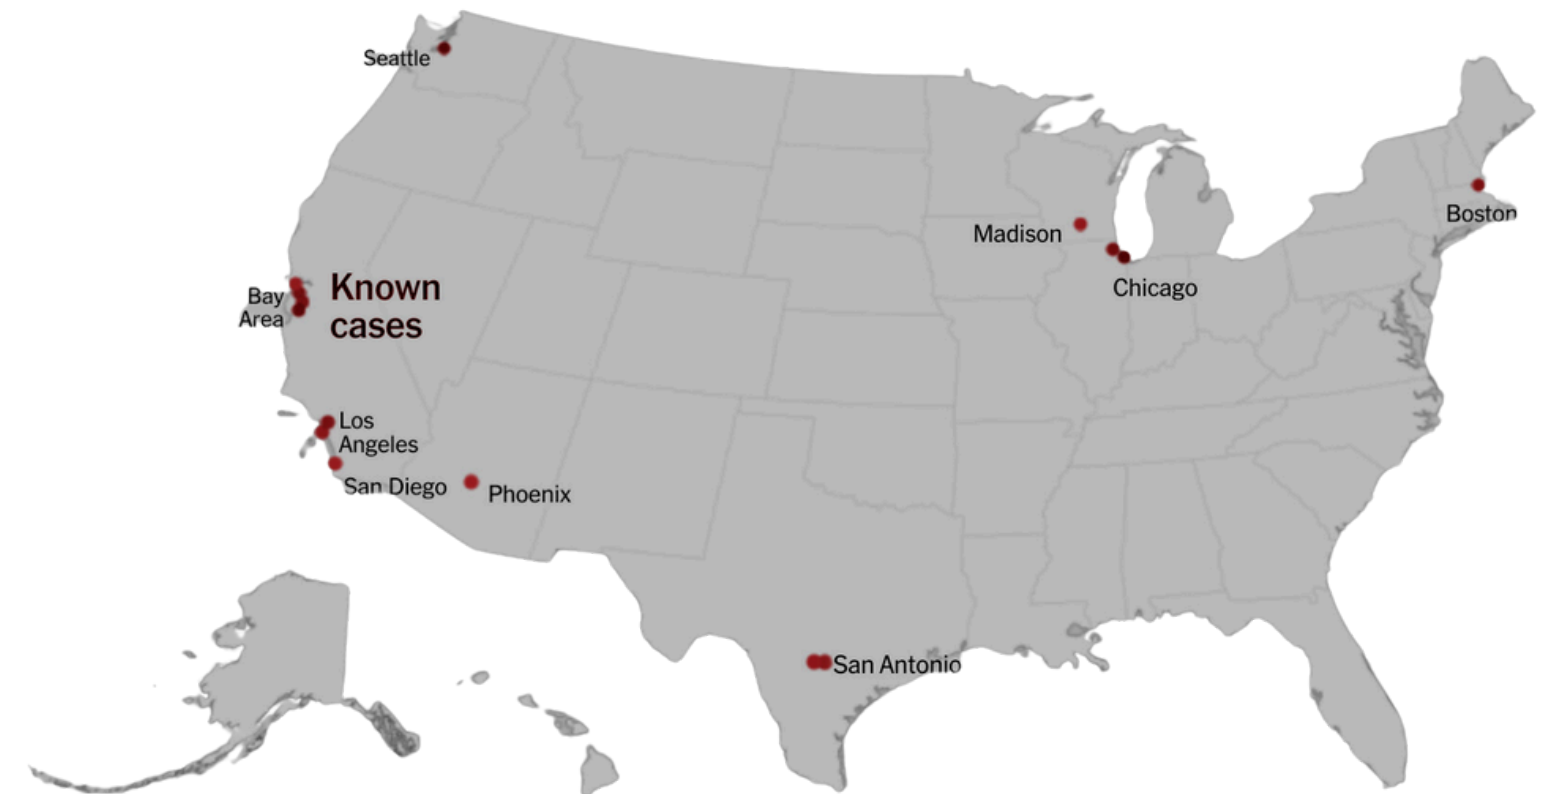 Seattle
Boston
Madison
Chicago
Bay
Area
Known
cases
Los
Angeles
San Diego
Phoenix
San Antonio